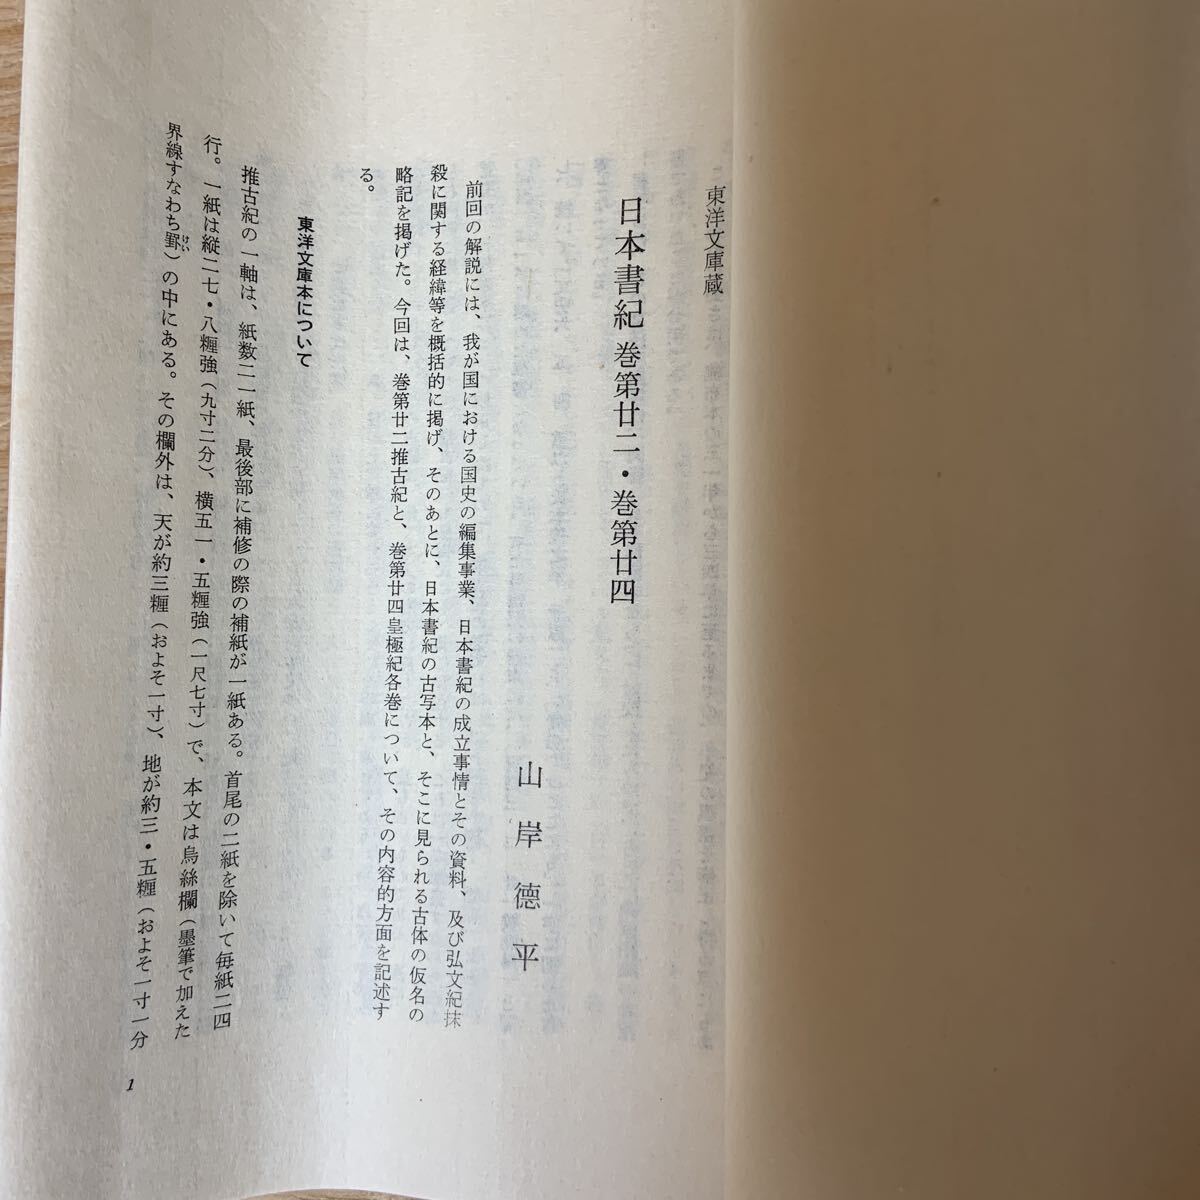 東洋文庫蔵
日本書紀 巻第廿二・巻第廿四
山岸德平
前回の解説には、我が国における国史の編集事業、日本書紀の成立事情とその資料、及び弘文紀抹
殺に関する経緯等を概括的に掲げ、そのあとに、日本書紀の古写本と、そこに見られる古体の仮名の
略記を掲げた。今回は、巻第廿二推古紀と、巻第廿四皇極紀各巻について、その内容的方面を記述す
る。
東洋文庫本について
推古紀の一軸は、紙数二一紙、最後部に補修の際の補紙が一紙ある。首尾の二紙を除いて毎紙二四
行。一紙は縦二七・八糎強(九寸二分)、横五一・五糎強(一尺七寸)で、本文は烏絲欄(墨筆で加えた
界線すなわち罫けい)の中にある。その欄外は、天が約三糎(およそ一寸)、地が約三・五糎(およそ一寸一分
1